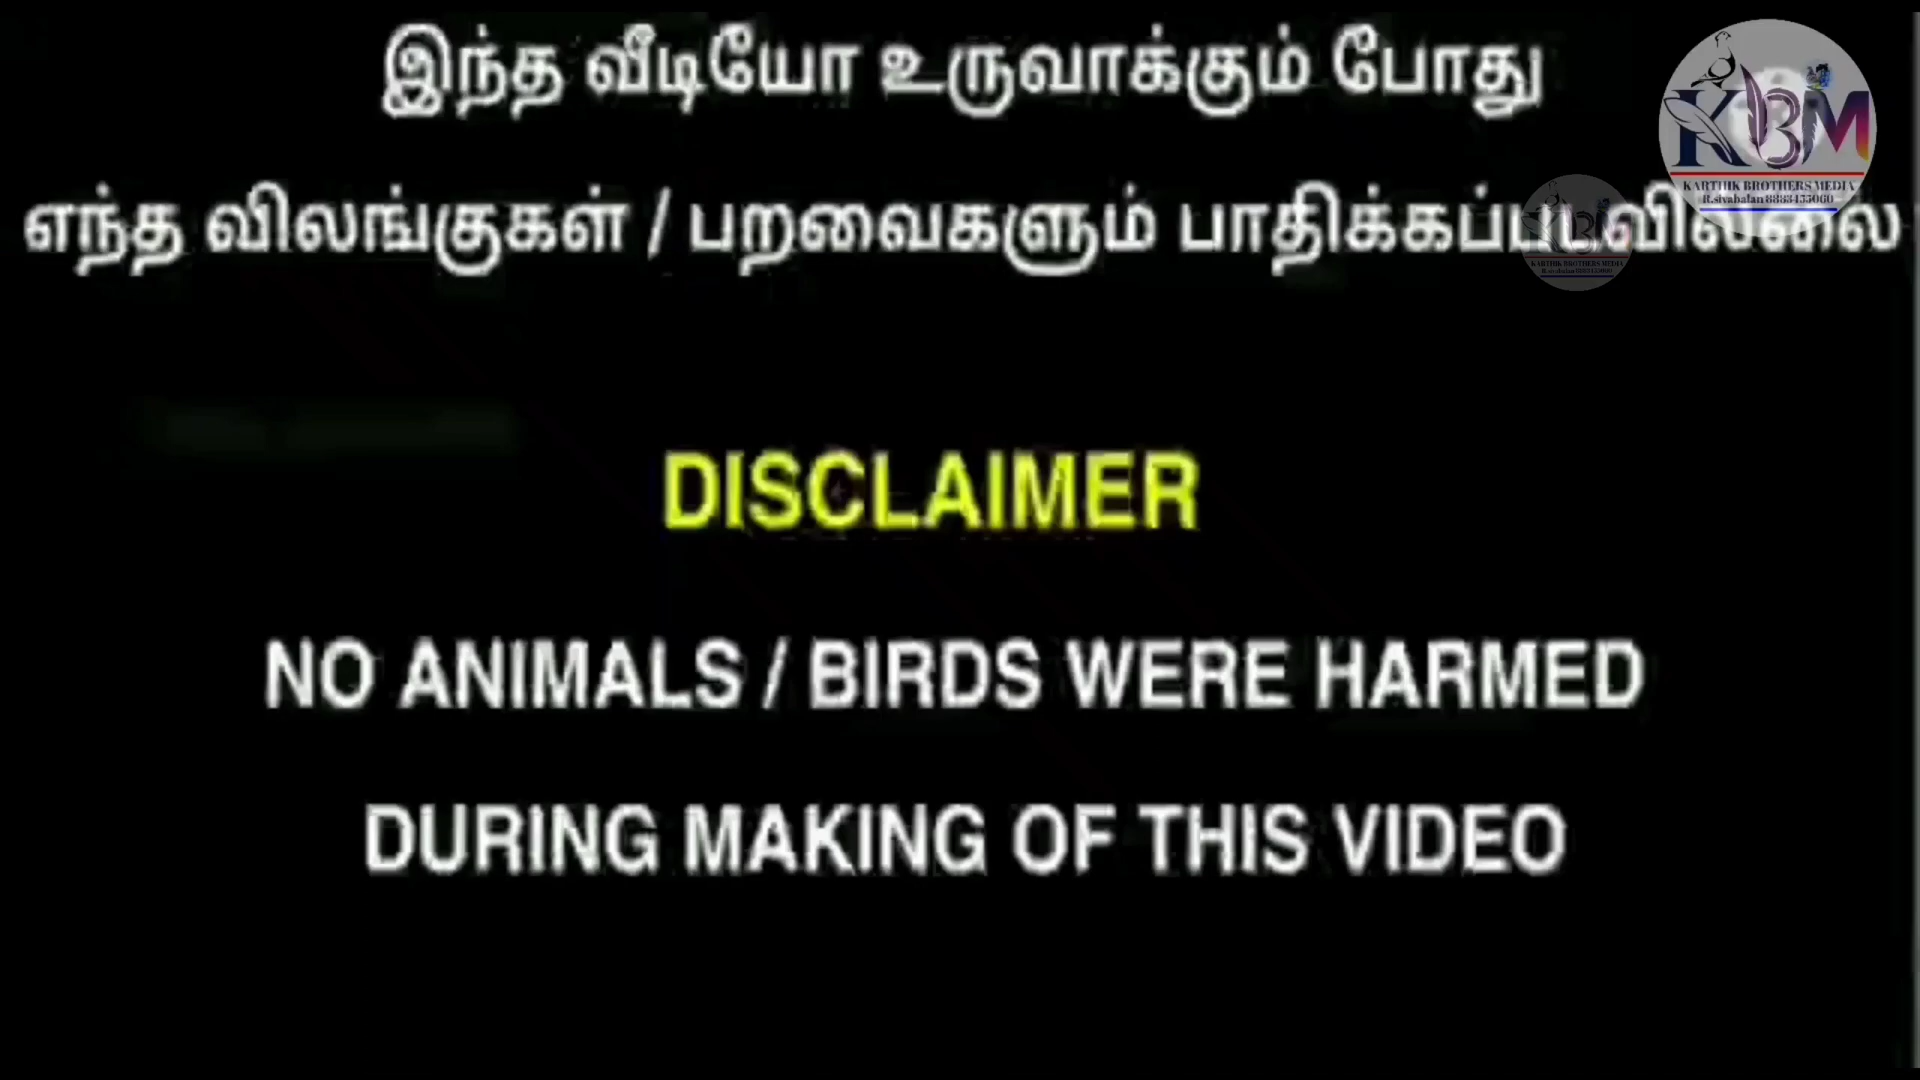 இந்த வீடியோ உருவாக்கும் போது
எந்த விலங்குகள் / பறவைகளும் பாதிக்கப்படவில்லை
KBM
KARTHIK BROTHERS MEDIA
DISCLAIMER
NO ANIMALS / BIRDS WERE HARMED
DURING MAKING OF THIS VIDEO